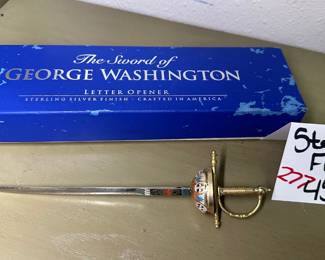 The Sword of
GEORGE WASHINGTON
LETTER OPENER
STERLING SILVER FINISH · CRAFTED IN AMERICA